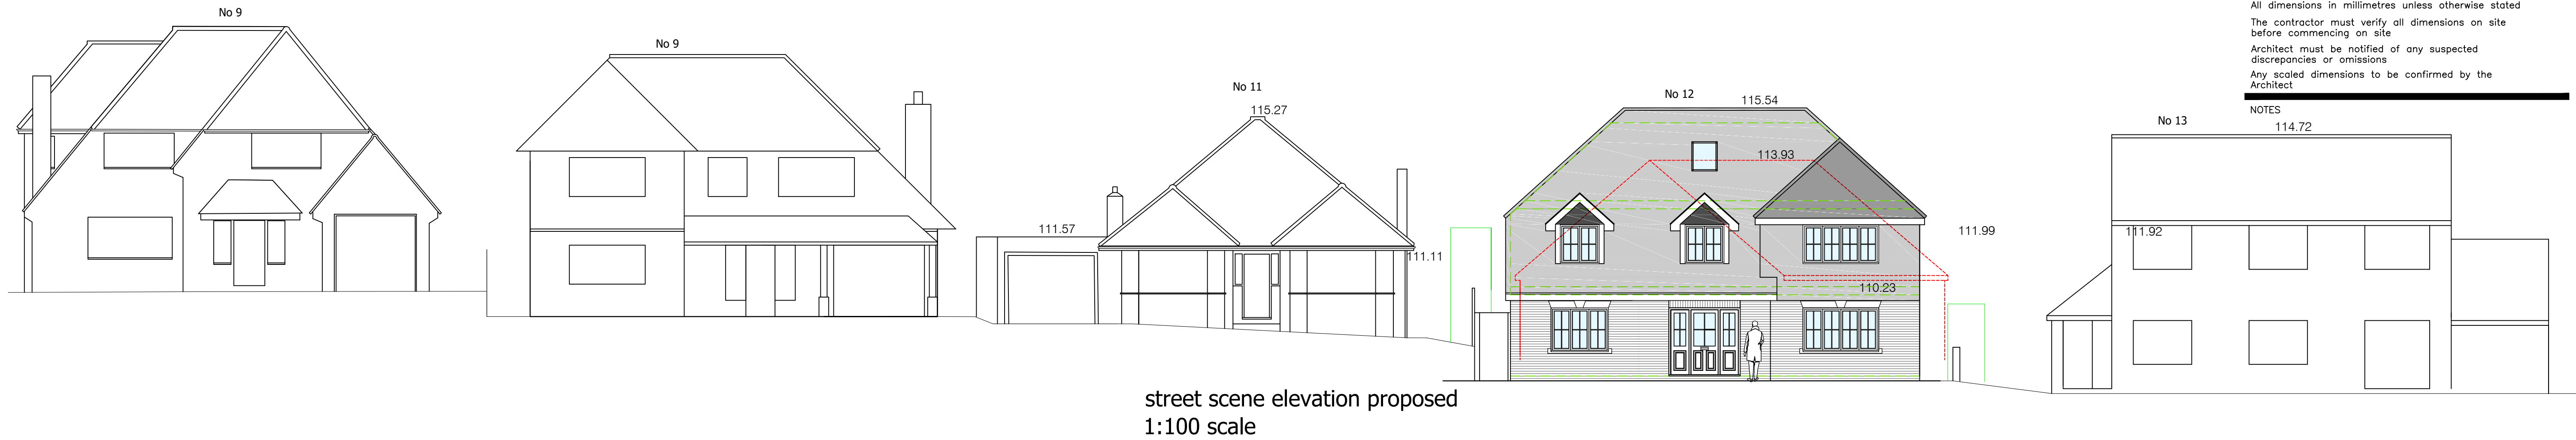 All dimensions in millimetres unless otherwise stated
The contractor must verify all dimensions on site
before commencing on site
Architect must be notified of any suspected
discrepancies or omissions
Any scaled dimensions to be confirmed by the
Architect
NOTES
No 9
No 9
No 11
115.27
111.57
111.11
No 12
115.54
113.93
110.23
111.99
No 13
114.72
111.92
street scene elevation proposed
1:100 scale